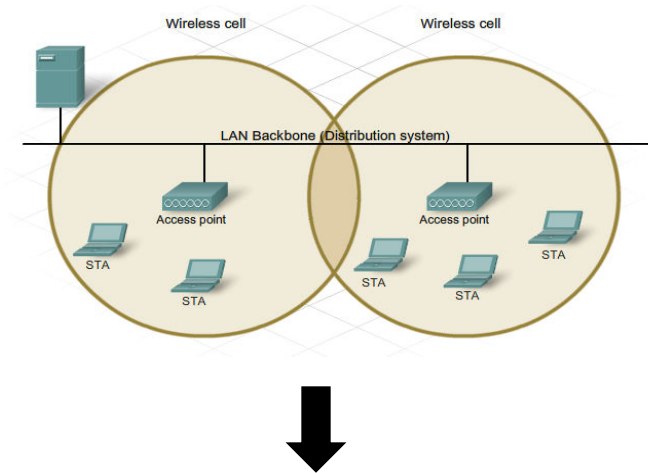 Wireless cell
Wireless cell
LAN Backbone (Distribution system)
Access point
Access point
STA
STA
STA
STA
STA